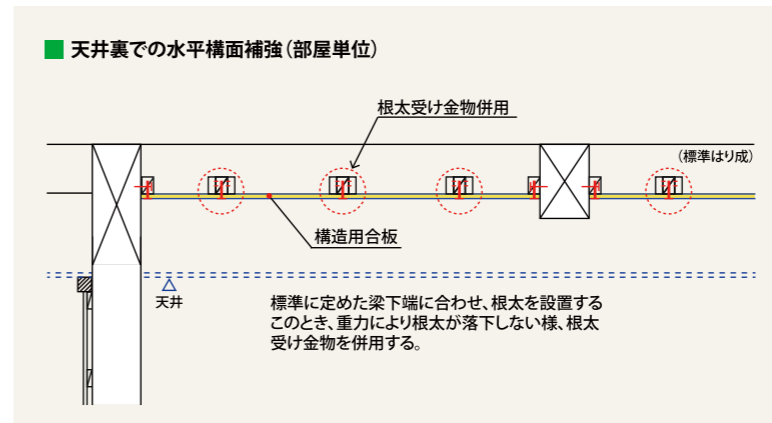 天井裏での水平構面補強（部屋単位）
根太受け金物併用
（標準はり成）
構造用合板
天井
標準に定めた梁下端に合わせ、根太を設置する
このとき、重力により根太が落下しない様、根太
受け金物を併用する。